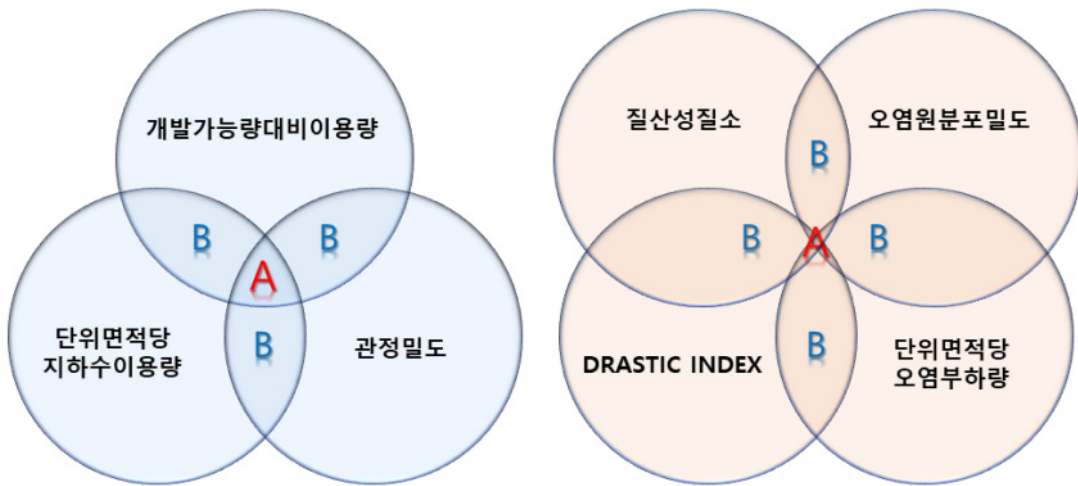 개발가능량대비이용량
B
B
A
단위면적당
지하수이용량
B
관정밀도
질산성질소
오염원분포밀도
B
B
A
B
DRASTIC INDEX
B
단위면적당
오염부하량